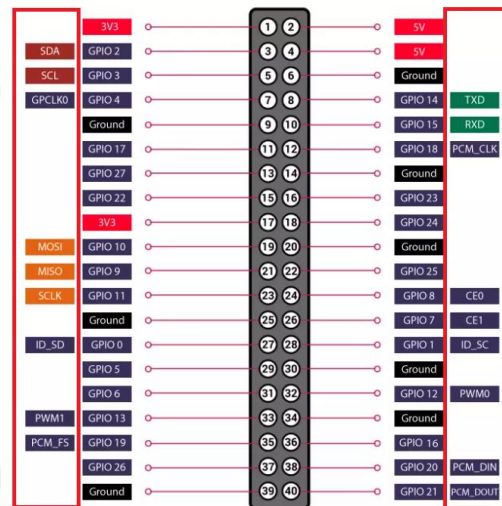 3V3 1 2 5V
SDA GPIO 2 3 4 5V
SCL GPIO 3 5 6 Ground
GPCLK0 GPIO 4 7 8 GPIO 14 TXD
Ground 9 10 GPIO 15 RXD
GPIO 17 11 12 GPIO 18 PCM_CLK
GPIO 27 13 14 Ground
GPIO 22 15 16 GPIO 23
3V3 17 18 GPIO 24
MOSI GPIO 10 19 20 Ground
MISO GPIO 9 21 22 GPIO 25
SCLK GPIO 11 23 24 GPIO 8 CE0
Ground 25 26 GPIO 7 CE1
ID_SD GPIO 0 27 28 GPIO 1 ID_SC
GPIO 5 29 30 Ground
GPIO 6 31 32 GPIO 12 PWM0
PWM1 GPIO 13 33 34 Ground
PCM_FS GPIO 19 35 36 GPIO 16
GPIO 26 37 38 GPIO 20 PCM_DIN
Ground 39 40 GPIO 21 PCM_DOUT